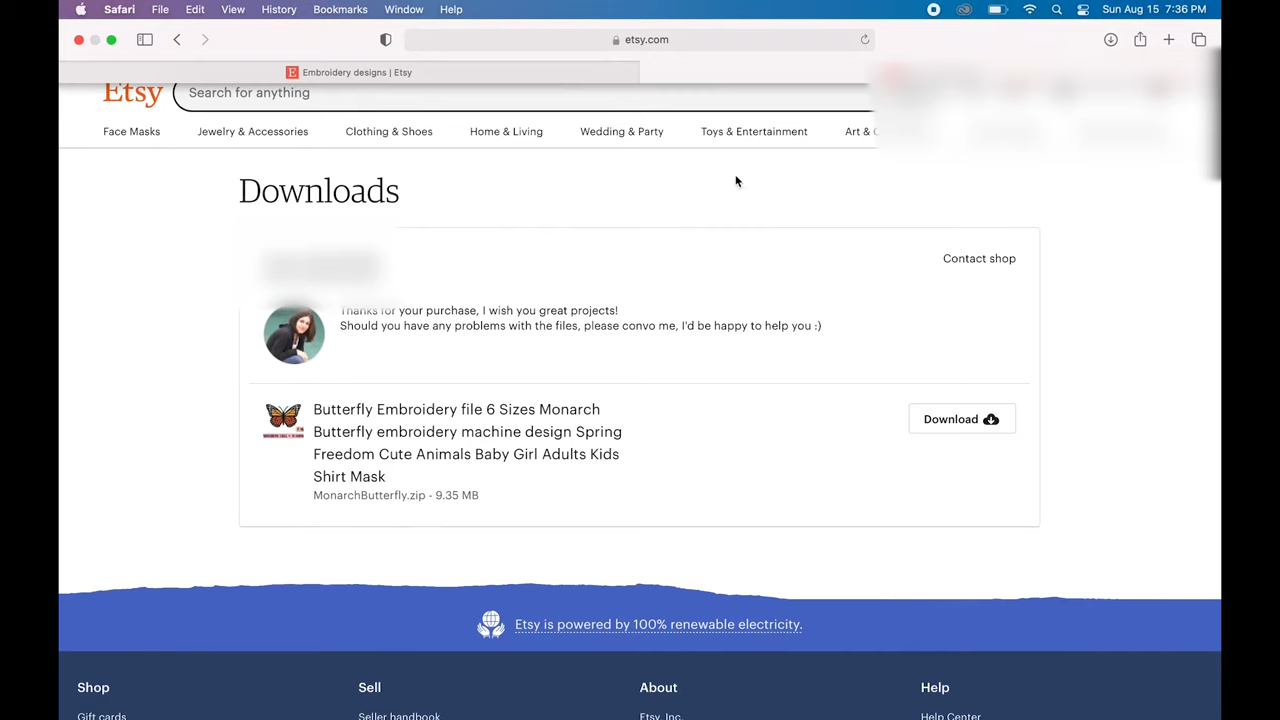 Safari File Edit View History Bookmarks Window Help Sun Aug 15 7:36 PM
etsy.com
E Embroidery designs | Etsy
Etsy Search for anything
Face Masks Jewelry & Accessories Clothing & Shoes Home & Living Wedding & Party Toys & Entertainment Art &
Downloads
Contact shop
Thanks for your purchase, I wish you great projects!
Should you have any problems with the files, please convo me, I'd be happy to help you :)
Butterfly Embroidery file 6 Sizes Monarch
Butterfly embroidery machine design Spring
Freedom Cute Animals Baby Girl Adults Kids
Shirt Mask
MonarchButterfly.zip - 9.35 MB
Download
Etsy is powered by 100% renewable electricity.
Shop Sell About Help
Gift cards Seller handbook Etsy, Inc. Help Center